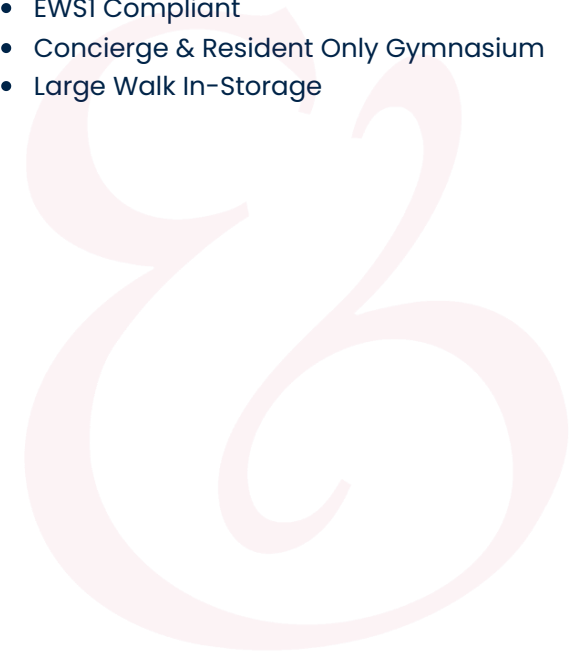 • EWS1 Compliant
• Concierge & Resident Only Gymnasium
• Large Walk In-Storage
&